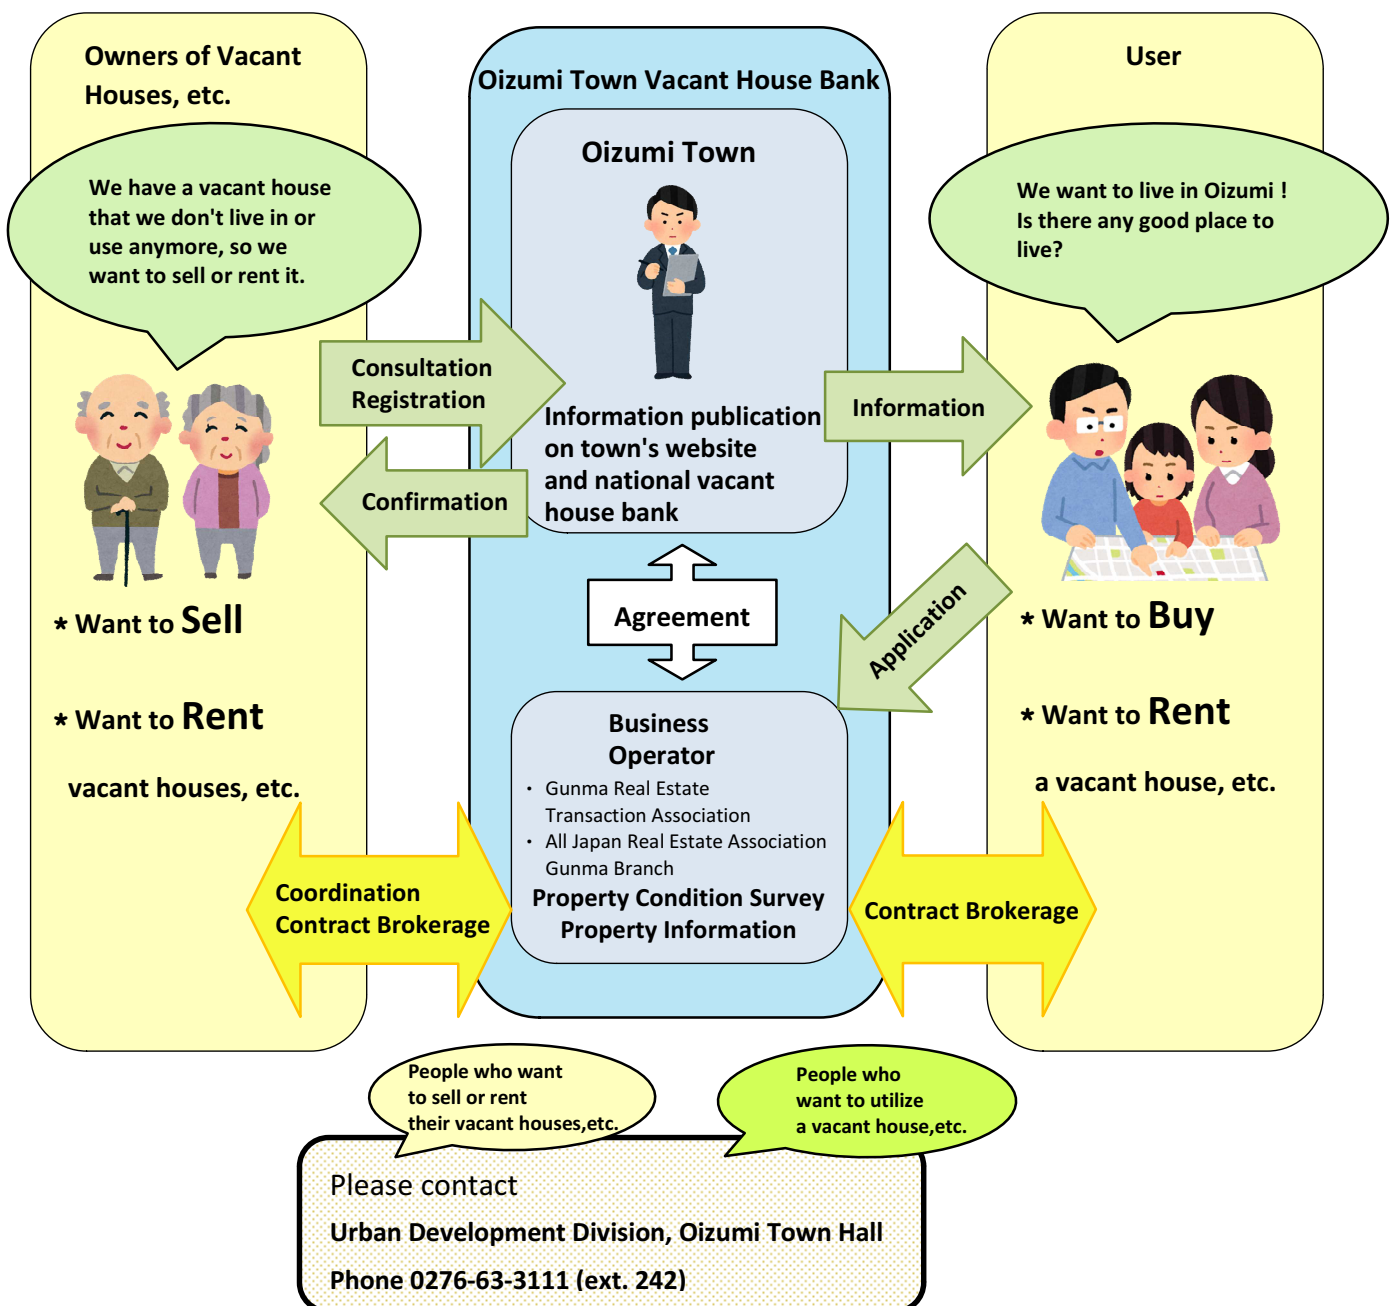 Owners of Vacant
Houses, etc.
We have a vacant house
that we don't live in or
use anymore, so we
want to sell or rent it.
* Want to Sell
* Want to Rent
vacant houses, etc.
Consultation
Registration
Confirmation
Coordination
Contract Brokerage
Oizumi Town Vacant House Bank
Oizumi Town
Information publication
on town's website
and national vacant
house bank
Agreement
Business
Operator
・ Gunma Real Estate
Transaction Association
・ All Japan Real Estate Association
Gunma Branch
Property Condition Survey
Property Information
Information
Application
Contract Brokerage
User
We want to live in Oizumi !
Is there any good place to
live?
* Want to Buy
* Want to Rent
a vacant house, etc.
People who want
to sell or rent
their vacant houses,etc.
People who
want to utilize
a vacant house,etc.
Please contact
Urban Development Division, Oizumi Town Hall
Phone 0276-63-3111 (ext. 242)